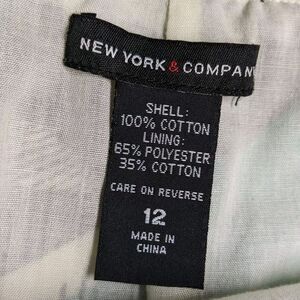 NEW YORK & COMPAN
SHELL:
100% COTTON
LINING:
65% POLYESTER
35% COTTON
CARE ON REVERSE
12
MADE IN
CHINA